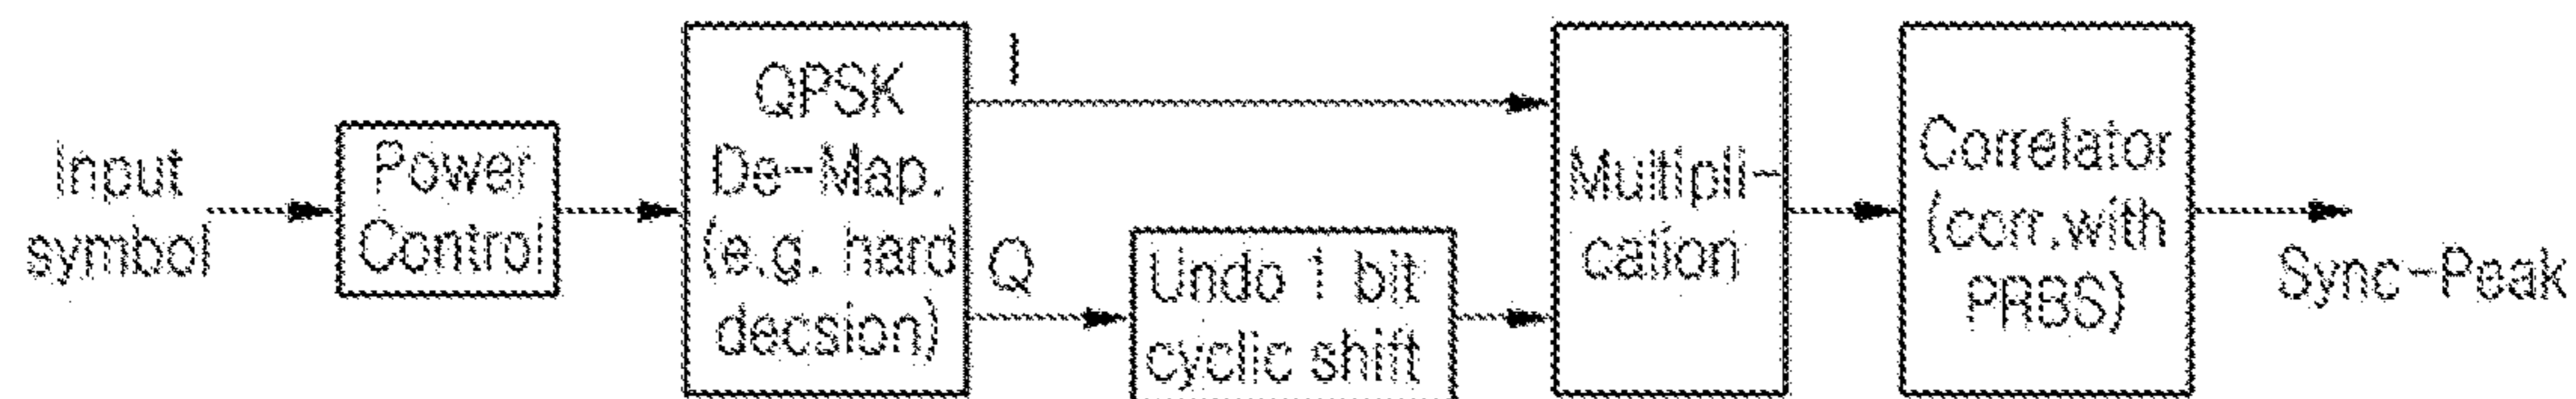 Input
symbol
Power
Control
QPSK
De-Map.
(e.g. hard
decsion)
I
Q
Undo 1 bit
cyclic shift
Multipli-
cation
Correlator
(corr.with
PRBS)
Sync-Peak